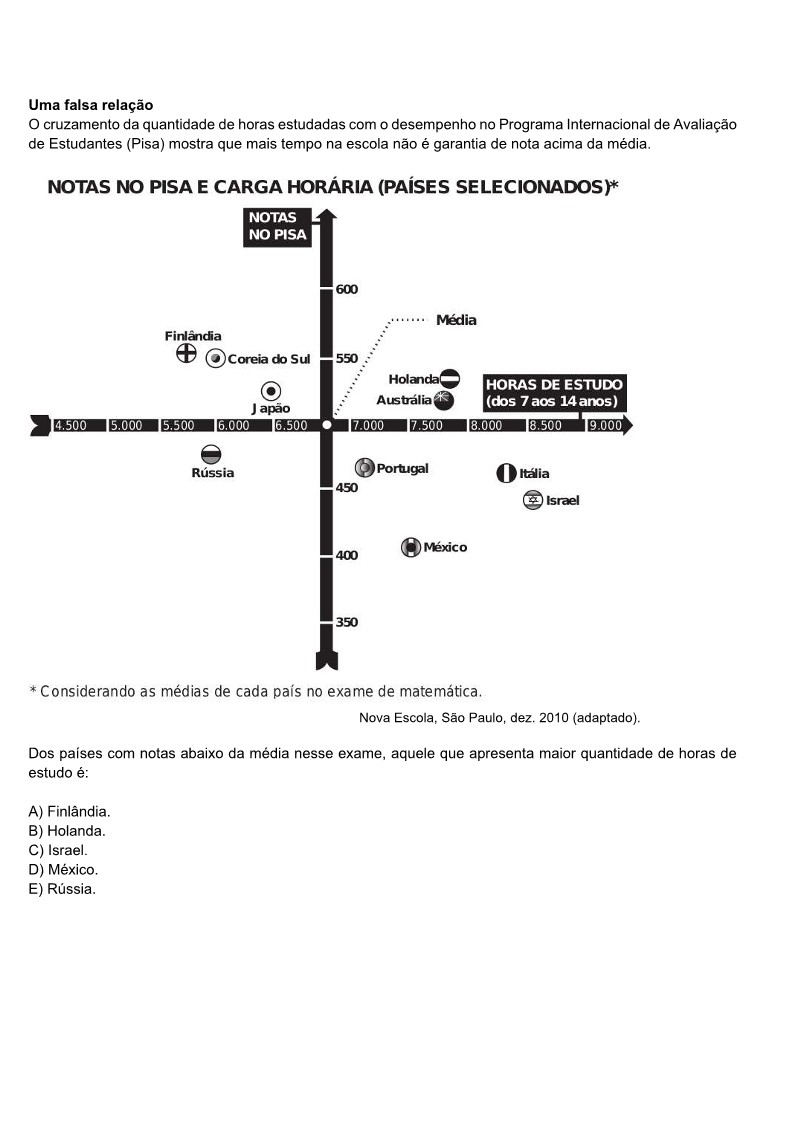 Uma falsa relação
O cruzamento da quantidade de horas estudadas com o desempenho no Programa Internacional de Avaliação
de Estudantes (Pisa) mostra que mais tempo na escola não é garantia de nota acima da média.
NOTAS NO PISA E CARGA HORÁRIA (PAÍSES SELECIONADOS)*
NOTAS
NO PISA
600
Média
Finlândia
Coreia do Sul
550
Holanda
HORAS DE ESTUDO
(dos 7 aos 14 anos)
Austrália
Japão
4.500 5.000 5.500 6.000 6.500 7.000 7.500 8.000 8.500 9.000
Rússia
Portugal
Itália
450
Israel
México
400
350
* Considerando as médias de cada país no exame de matemática.
Nova Escola, São Paulo, dez. 2010 (adaptado).
Dos países com notas abaixo da média nesse exame, aquele que apresenta maior quantidade de horas de
estudo é:
A) Finlândia.
B) Holanda.
C) Israel.
D) México.
E) Rússia.